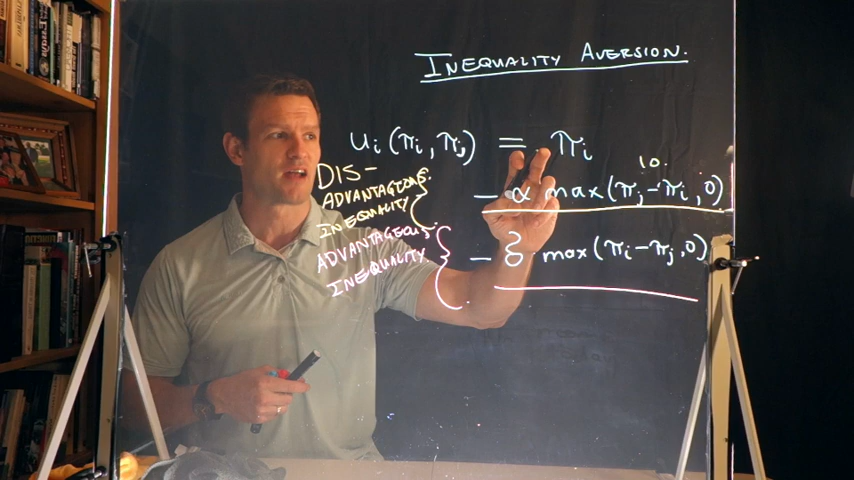 INEQUALITY AVERSION.
uᵢ(πᵢ, πⱼ) = πᵢ
10.
- α max(πⱼ - πᵢ, 0)
DIS-
ADVANTAGEOUS
INEQUALITY
- δ max(πᵢ - πⱼ, 0)
ADVANTAGEOUS
INEQUALITY.